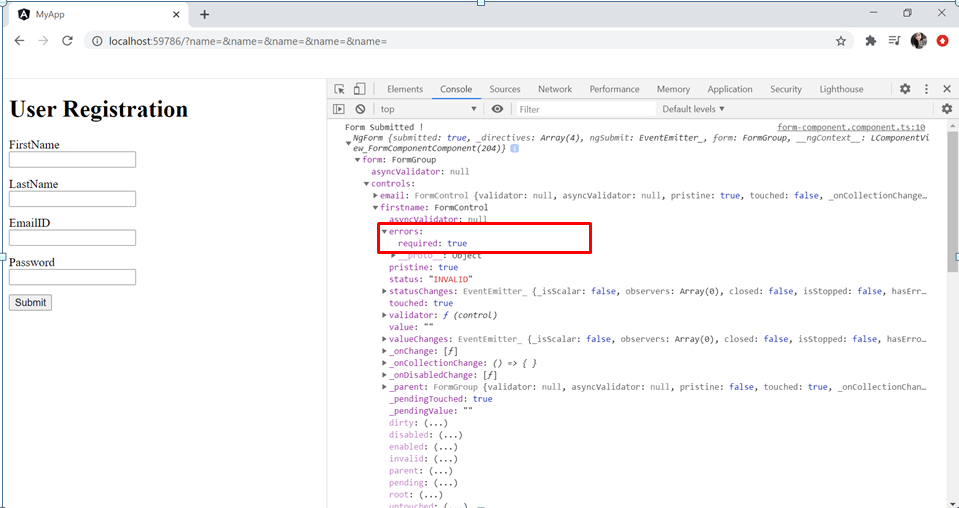 MyApp
localhost:59786/?name=&name=&name=&name=&name=
User Registration
FirstName
LastName
EmailID
Password
Submit
Elements Console Sources Network Performance Memory Application Security Lighthouse
top Filter Default levels
Form Submitted ! form-component.component.ts:10
NgForm {submitted: true, _directives: Array(4), ngSubmit: EventEmitter_, form: FormGroup, __ngContext__: LComponentVi
ew_FormComponentComponent(204)} i
form: FormGroup
asyncValidator: null
controls:
email: FormControl {validator: null, asyncValidator: null, pristine: true, touched: false, _onCollectionChange…
firstname: FormControl
asyncValidator: null
errors:
required: true
__proto__: Object
pristine: true
status: "INVALID"
statusChanges: EventEmitter_ {_isScalar: false, observers: Array(0), closed: false, isStopped: false, hasErro…
touched: true
validator: ƒ (control)
value: ""
valueChanges: EventEmitter_ {_isScalar: false, observers: Array(0), closed: false, isStopped: false, hasErro…
_onChange: [ƒ]
_onCollectionChange: () => { }
_onDisabledChange: [ƒ]
_parent: FormGroup {validator: null, asyncValidator: null, pristine: false, touched: true, _onCollectionChan…
_pendingTouched: true
_pendingValue: ""
dirty: (...)
disabled: (...)
enabled: (...)
invalid: (...)
parent: (...)
pending: (...)
root: (...)
untouched: (...)